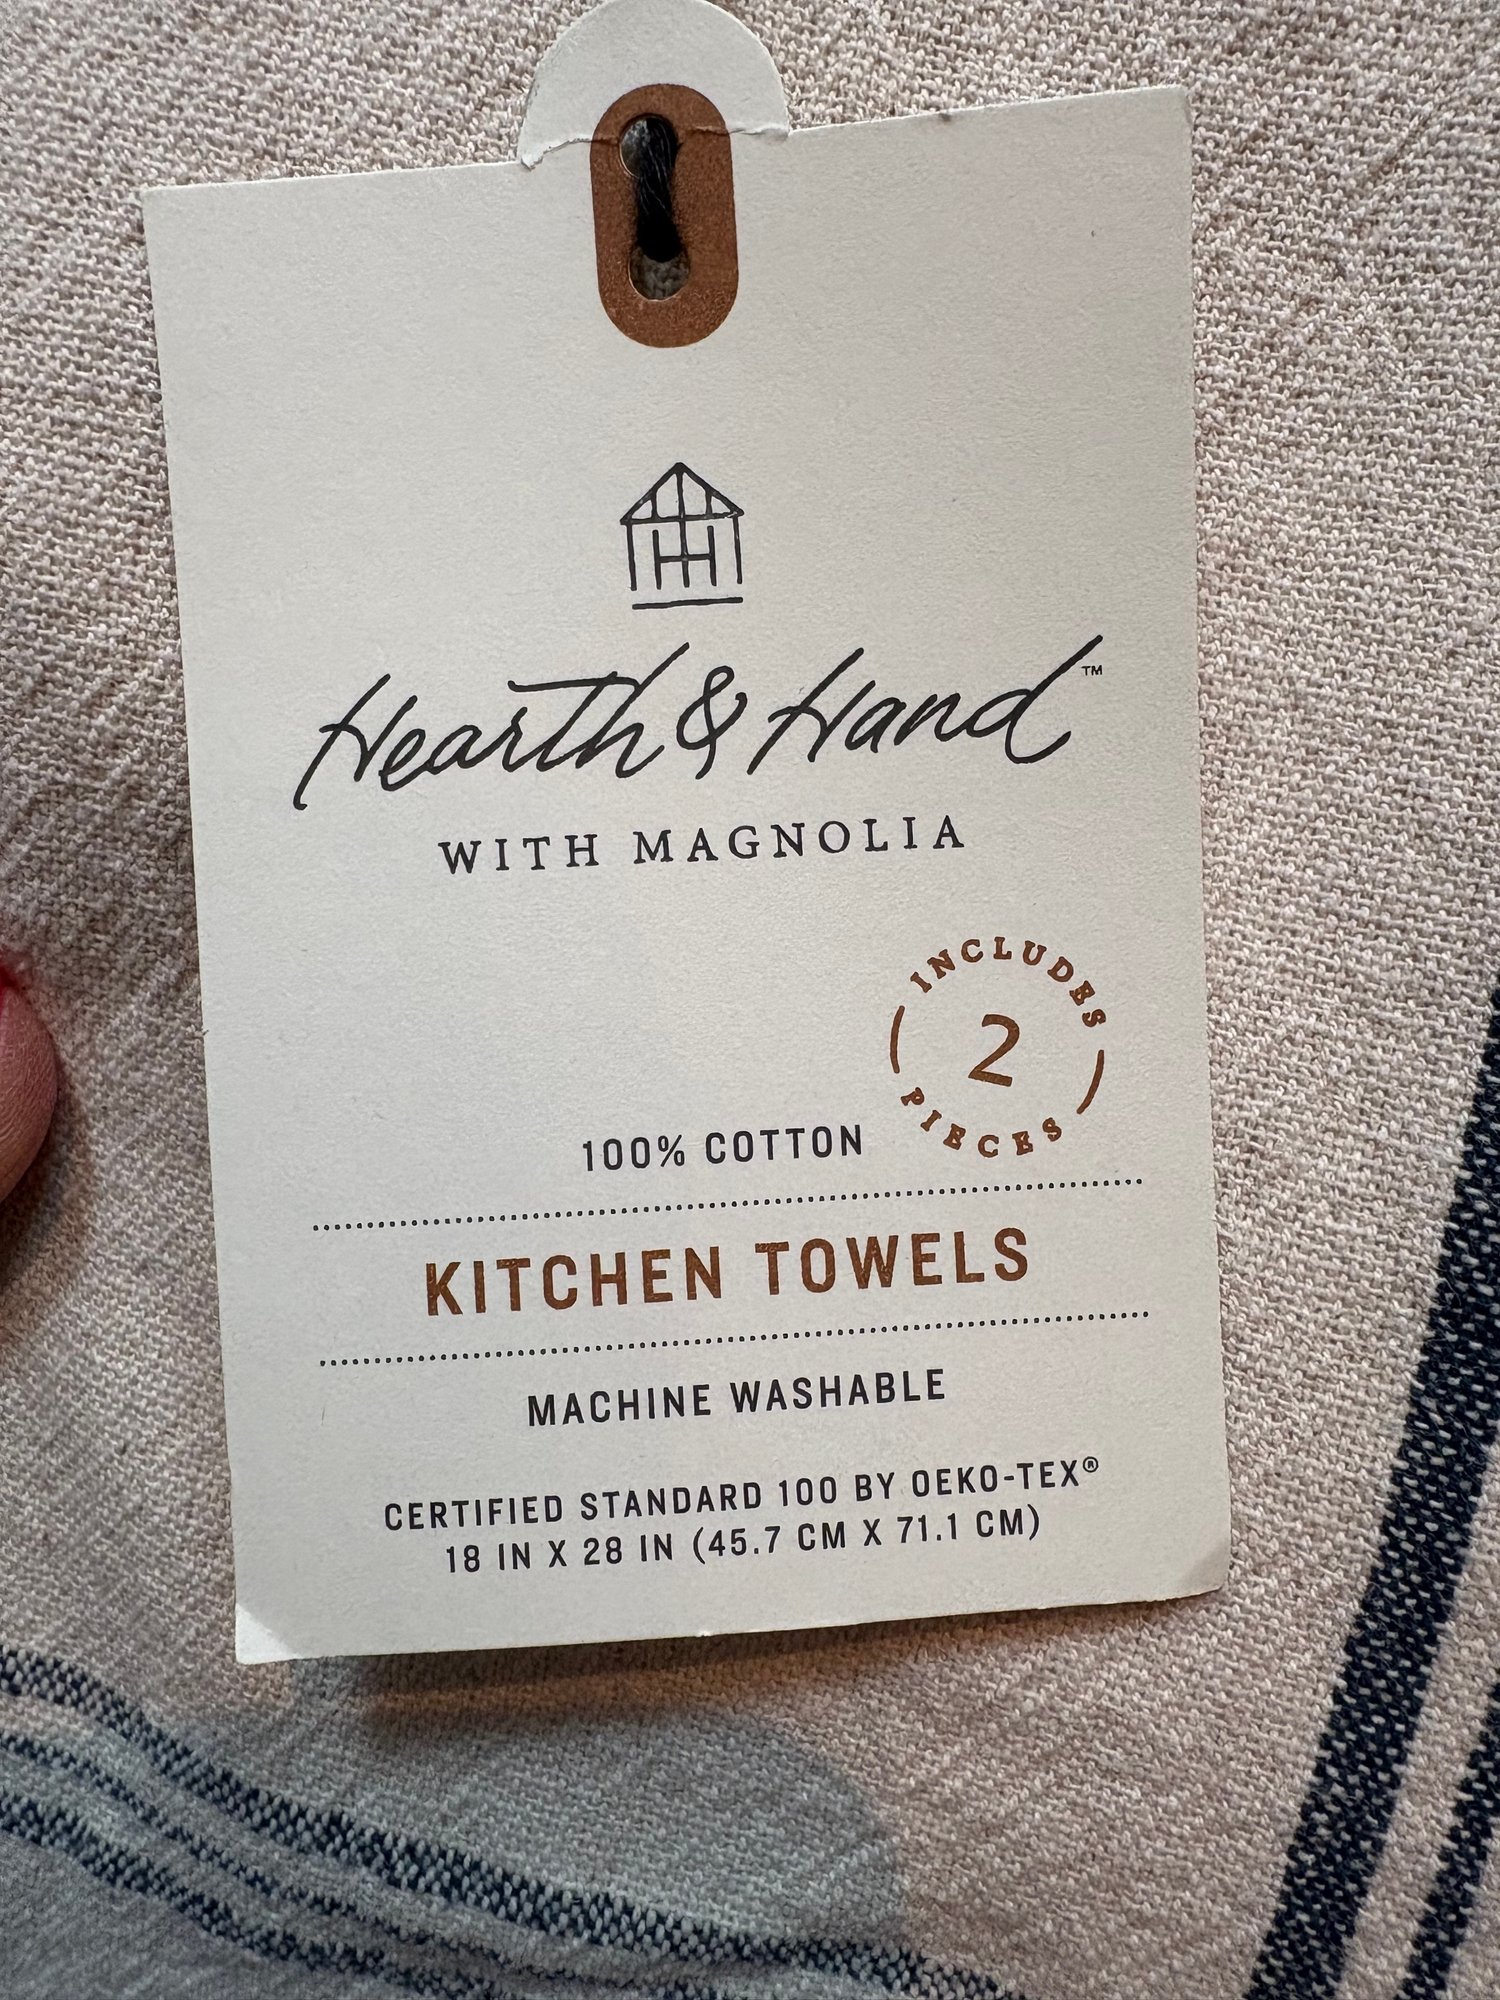 Hearth & Hand™
WITH MAGNOLIA
INCLUDES
2
PIECES
100% COTTON
KITCHEN TOWELS
MACHINE WASHABLE
CERTIFIED STANDARD 100 BY OEKO-TEX®
18 IN X 28 IN (45.7 CM X 71.1 CM)